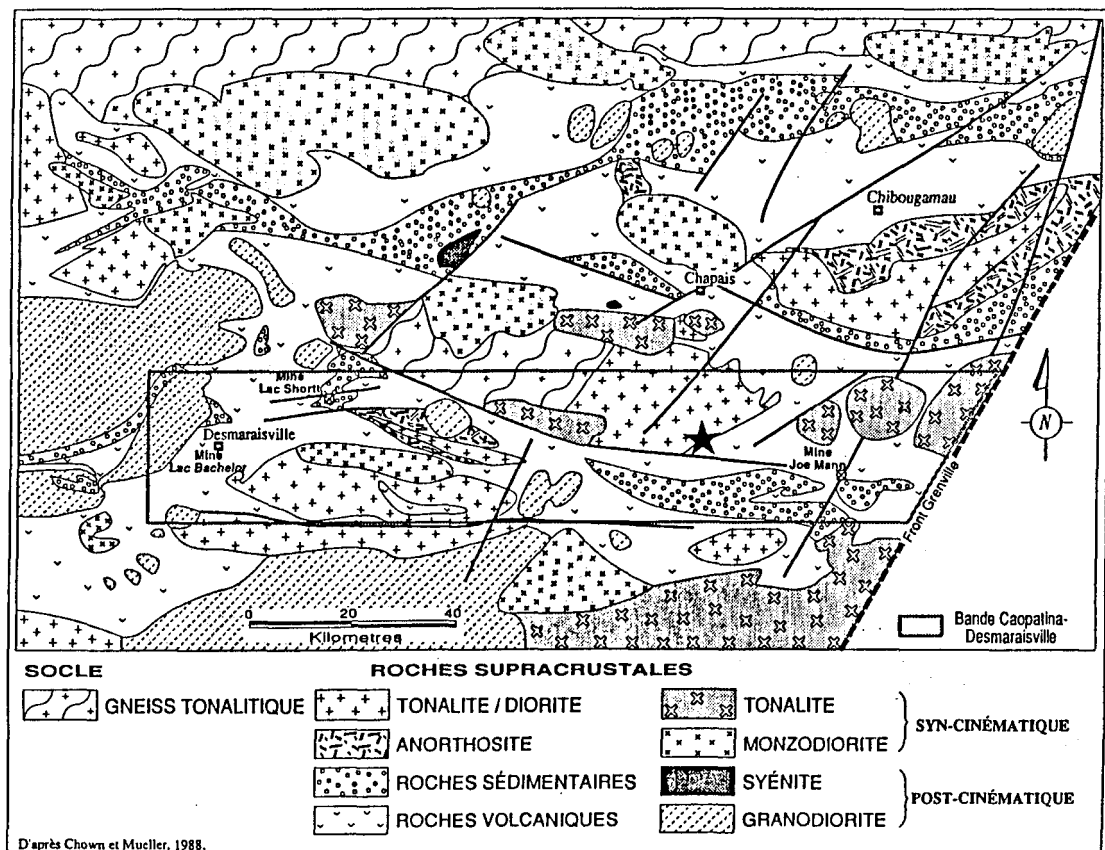 Chibougamau
Chapais
Mine
Lac Shortt
Desmaraisville
Mine
Lac Bachelor
Mine
Joe Mann
N
Front Grenville
0 20 40
Kilometres
Bande Caopatina-
Desmaraisville
SOCLE
ROCHES SUPRACRUSTALES
GNEISS TONALITIQUE
TONALITE / DIORITE
TONALITE
SYN-CINÉMATIQUE
ANORTHOSITE
MONZODIORITE
ROCHES SÉDIMENTAIRES
SYÉNITE
POST-CINÉMATIQUE
ROCHES VOLCANIQUES
GRANODIORITE
D'après Chown et Mueller, 1988.